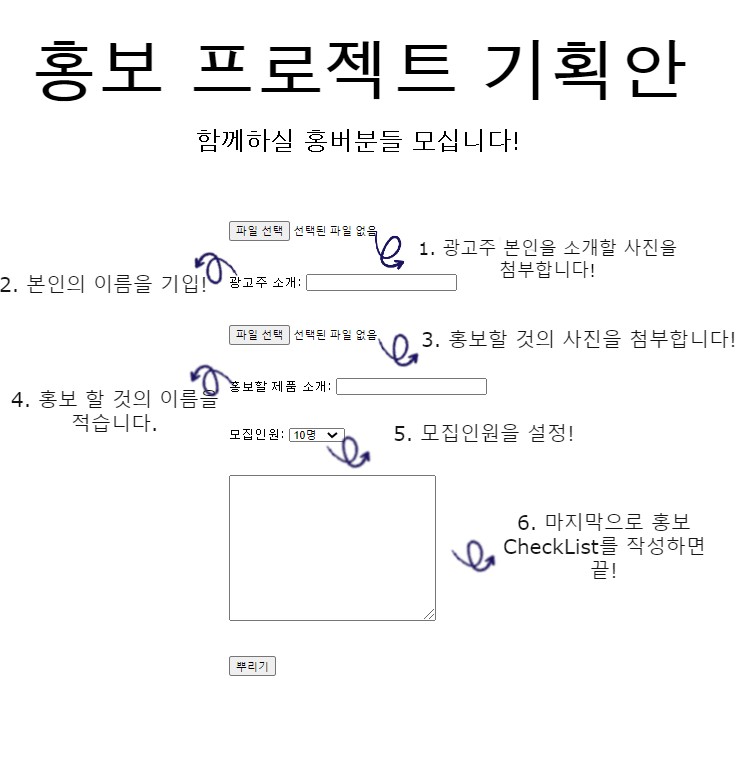 홍보 프로젝트 기획안
함께하실 홍버분들 모십니다!
파일 선택 선택된 파일 없음
1. 광고주 본인을 소개할 사진을
첨부합니다!
2. 본인의 이름을 기입!
광고주 소개:
파일 선택 선택된 파일 없음
3. 홍보할 것의 사진을 첨부합니다!
홍보할 제품 소개:
4. 홍보 할 것의 이름을
적습니다.
모집인원: 10명
5. 모집인원을 설정!
6. 마지막으로 홍보
CheckList를 작성하면
끝!
뿌리기